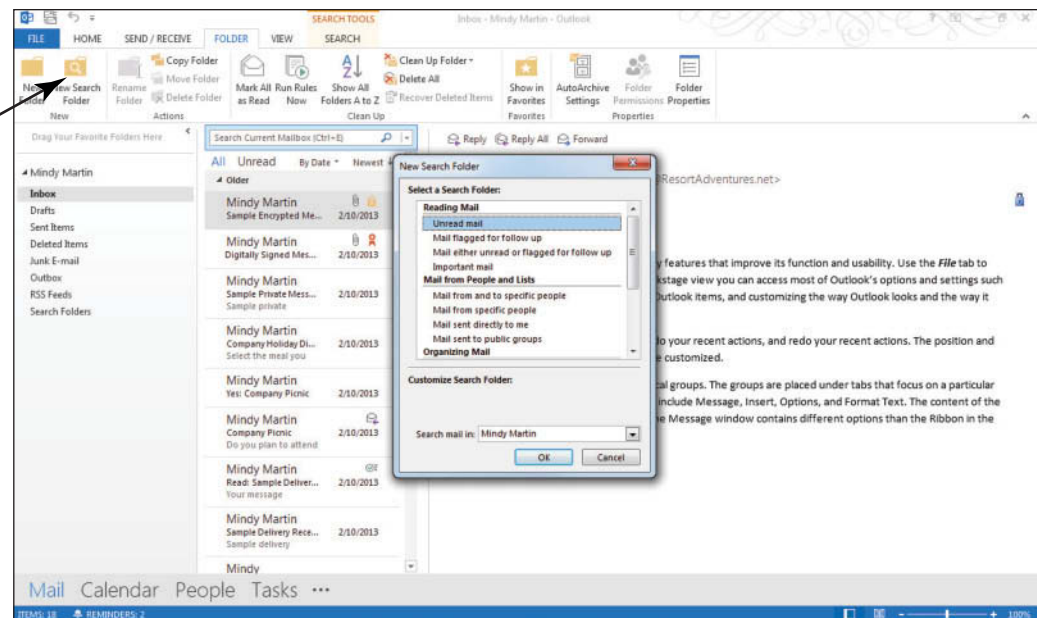 SEARCH TOOLS
Inbox - Mindy Martin - Outlook
FILE HOME SEND / RECEIVE FOLDER VIEW SEARCH
New Folder
New Search Folder
Rename Folder
Copy Folder
Move Folder
Delete Folder
Mark All as Read
Run Rules Now
Show All Folders A to Z
Clean Up Folder
Delete All
Recover Deleted Items
Show in Favorites
AutoArchive Settings
Folder Permissions
Folder Properties
New Actions Clean Up Favorites Properties
Drag Your Favorite Folders Here
Mindy Martin
Inbox
Drafts
Sent Items
Deleted Items
Junk E-mail
Outbox
RSS Feeds
Search Folders
Search Current Mailbox (Ctrl+E)
All Unread By Date Newest
Older
Mindy Martin
Sample Encrypted Me... 2/10/2013
Mindy Martin
Digitally Signed Mes... 2/10/2013
Mindy Martin
Sample Private Mess... 2/10/2013
Sample private
Mindy Martin
Company Holiday Di... 2/10/2013
Select the meal you
Mindy Martin
Yes: Company Picnic 2/10/2013
Mindy Martin
Company Picnic 2/10/2013
Do you plan to attend
Mindy Martin
Read: Sample Deliver... 2/10/2013
Your message
Mindy Martin
Sample Delivery Rece... 2/10/2013
Sample delivery
Mindy
Reply Reply All Forward
ResortAdventures.net>
features that improve its function and usability. Use the File tab to
kstage view you can access most of Outlook's options and settings such
Outlook items, and customizing the way Outlook looks and the way it
o your recent actions, and redo your recent actions. The position and
e customized.
al groups. The groups are placed under tabs that focus on a particular
include Message, Insert, Options, and Format Text. The content of the
e Message window contains different options than the Ribbon in the
New Search Folder
Select a Search Folder:
Reading Mail
Unread mail
Mail flagged for follow up
Mail either unread or flagged for follow up
Important mail
Mail from People and Lists
Mail from and to specific people
Mail from specific people
Mail sent directly to me
Mail sent to public groups
Organizing Mail
Customize Search Folder:
Search mail in: Mindy Martin
OK Cancel
Mail Calendar People Tasks ...
ITEMS: 18 REMINDERS: 2 100%